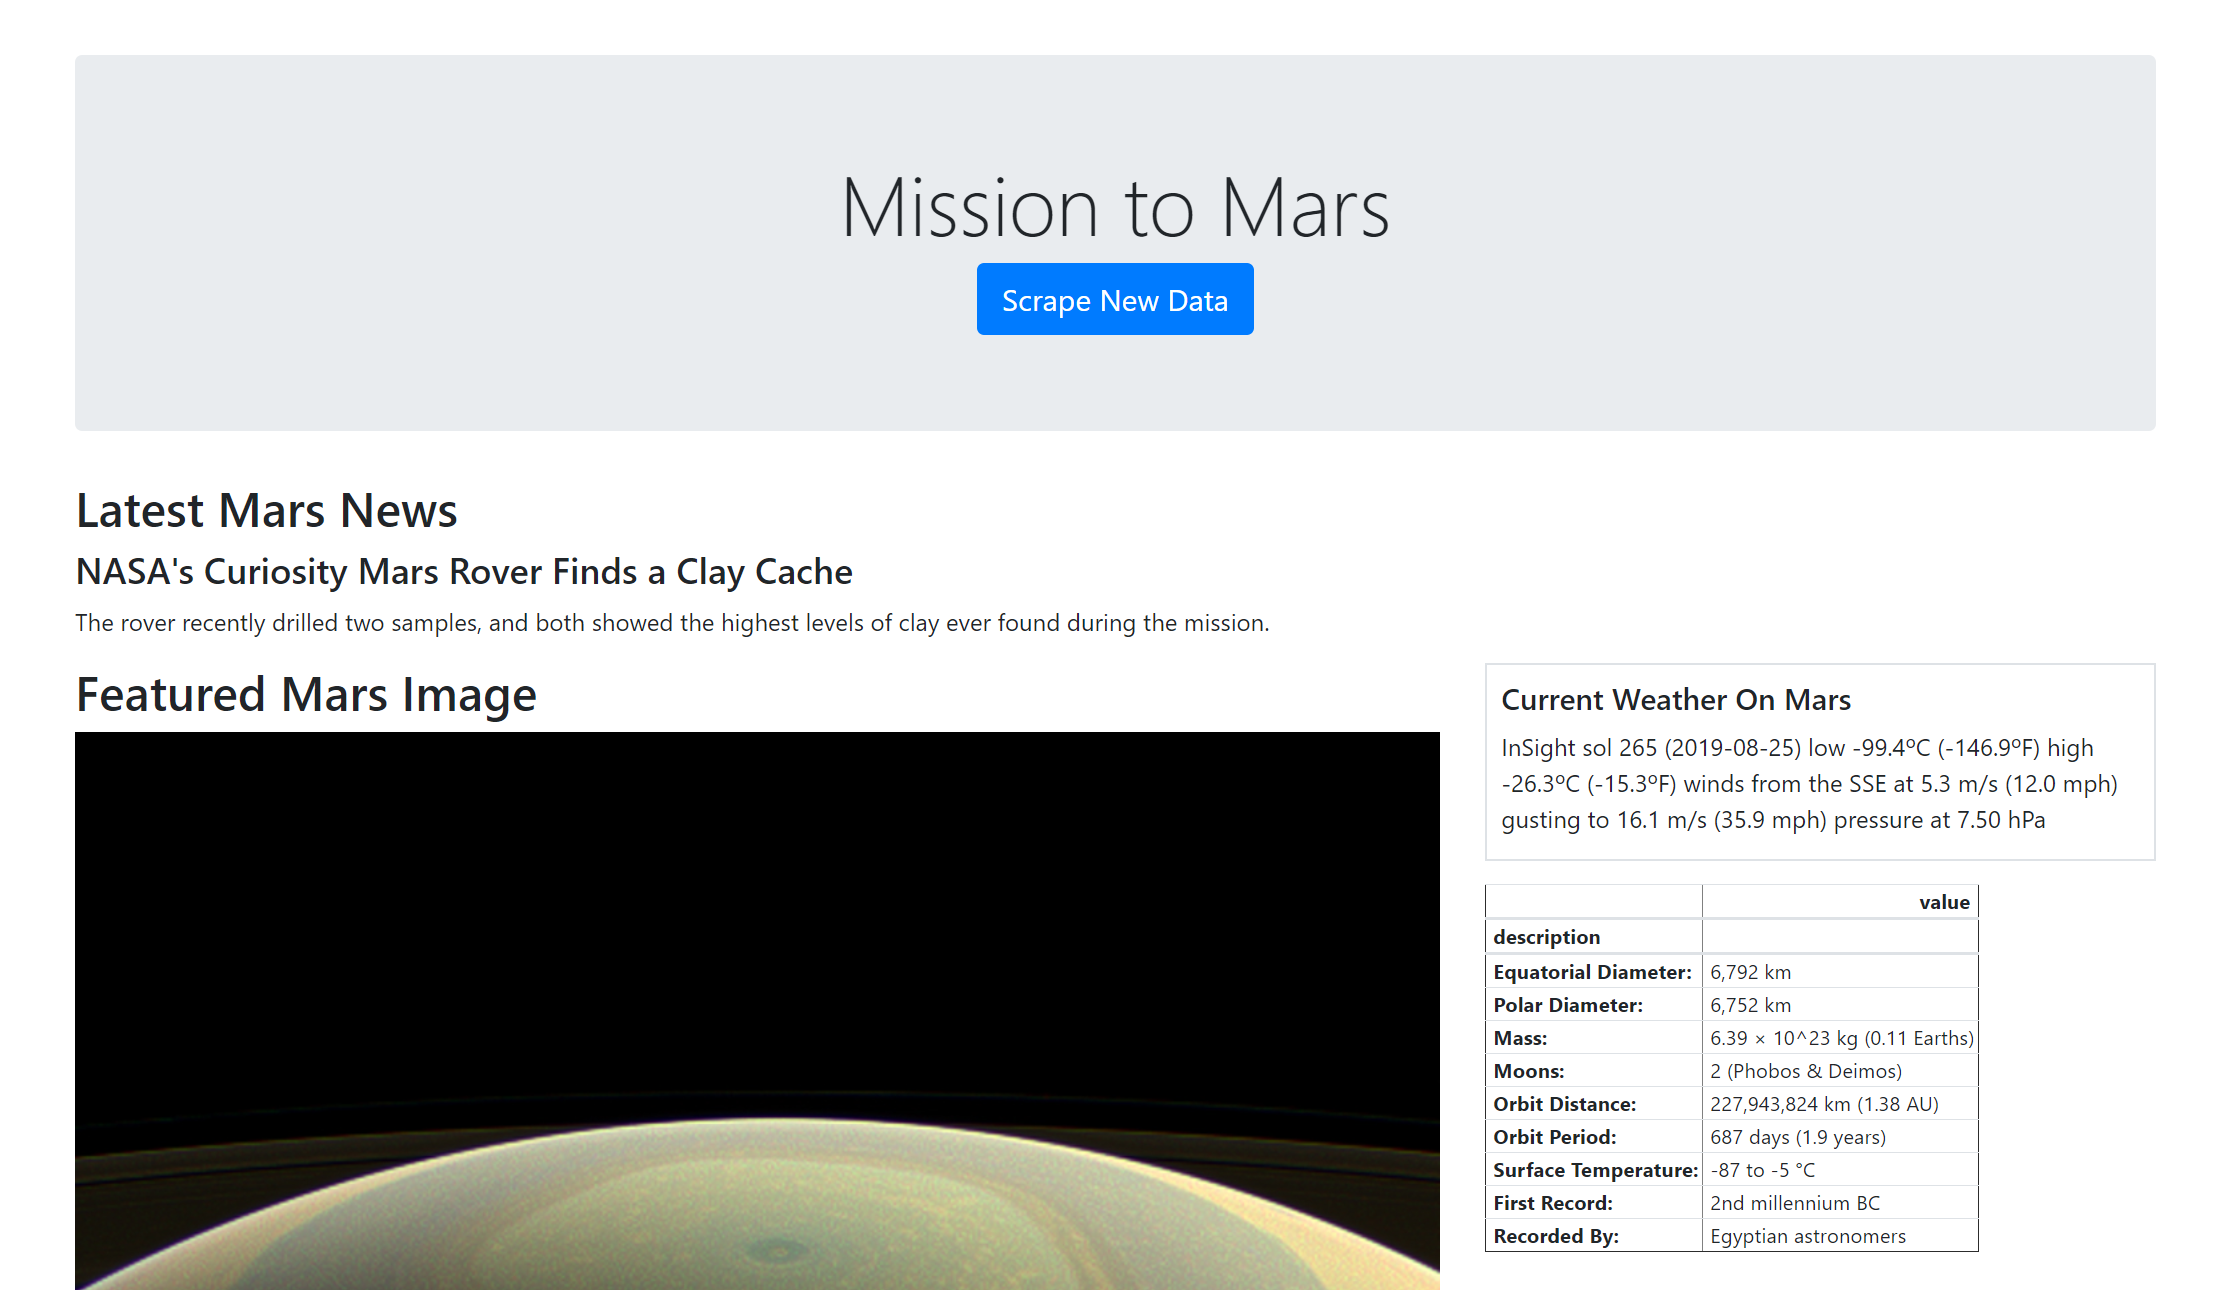 Mission to Mars
Scrape New Data
Latest Mars News
NASA's Curiosity Mars Rover Finds a Clay Cache
The rover recently drilled two samples, and both showed the highest levels of clay ever found during the mission.
Featured Mars Image
Current Weather On Mars
InSight sol 265 (2019-08-25) low -99.4ºC (-146.9ºF) high
-26.3ºC (-15.3ºF) winds from the SSE at 5.3 m/s (12.0 mph)
gusting to 16.1 m/s (35.9 mph) pressure at 7.50 hPa
value
description
Equatorial Diameter: 6,792 km
Polar Diameter: 6,752 km
Mass: 6.39 × 10^23 kg (0.11 Earths)
Moons: 2 (Phobos & Deimos)
Orbit Distance: 227,943,824 km (1.38 AU)
Orbit Period: 687 days (1.9 years)
Surface Temperature: -87 to -5 °C
First Record: 2nd millennium BC
Recorded By: Egyptian astronomers